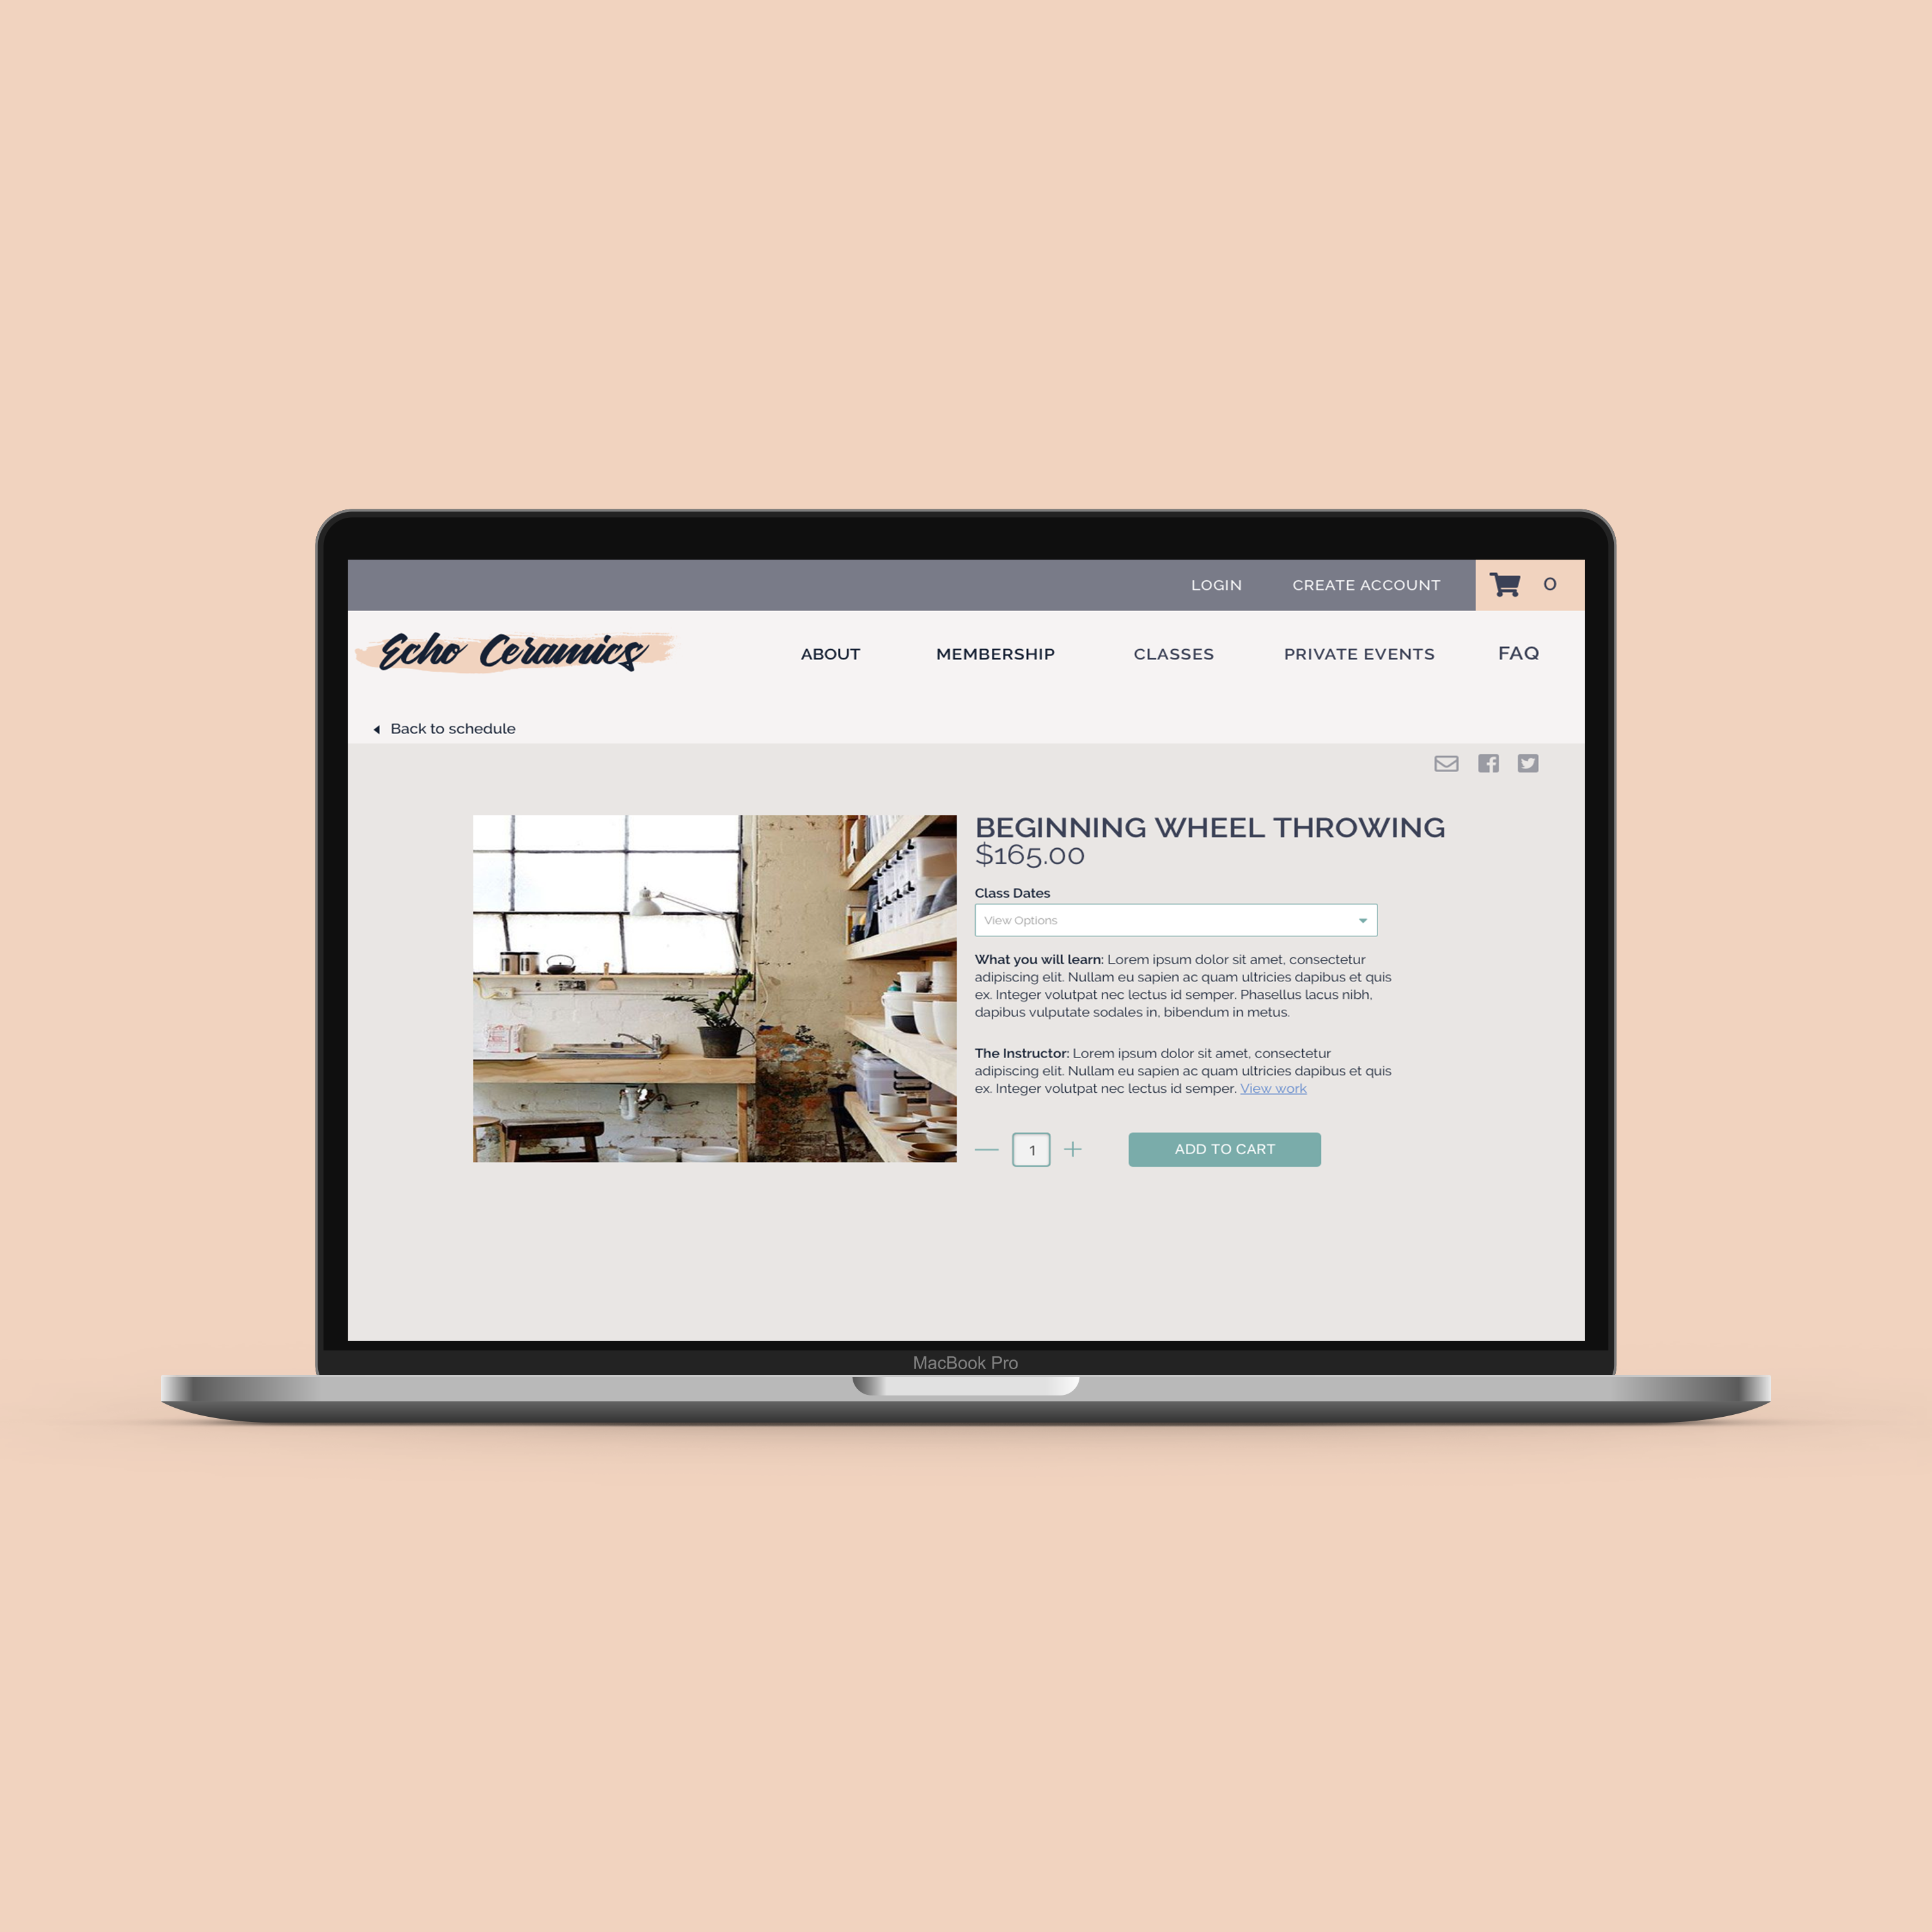 LOGIN CREATE ACCOUNT 0
Echo Ceramics ABOUT MEMBERSHIP CLASSES PRIVATE EVENTS FAQ
Back to schedule
BEGINNING WHEEL THROWING
$165.00
Class Dates
View Options
What you will learn: Lorem ipsum dolor sit amet, consectetur
adipiscing elit. Nullam eu sapien ac quam ultricies dapibus et quis
ex. Integer volutpat nec lectus id semper. Phasellus lacus nibh,
dapibus vulputate sodales in, bibendum in metus.
The Instructor: Lorem ipsum dolor sit amet, consectetur
adipiscing elit. Nullam eu sapien ac quam ultricies dapibus et quis
ex. Integer volutpat nec lectus id semper. View work
1 ADD TO CART
MacBook Pro